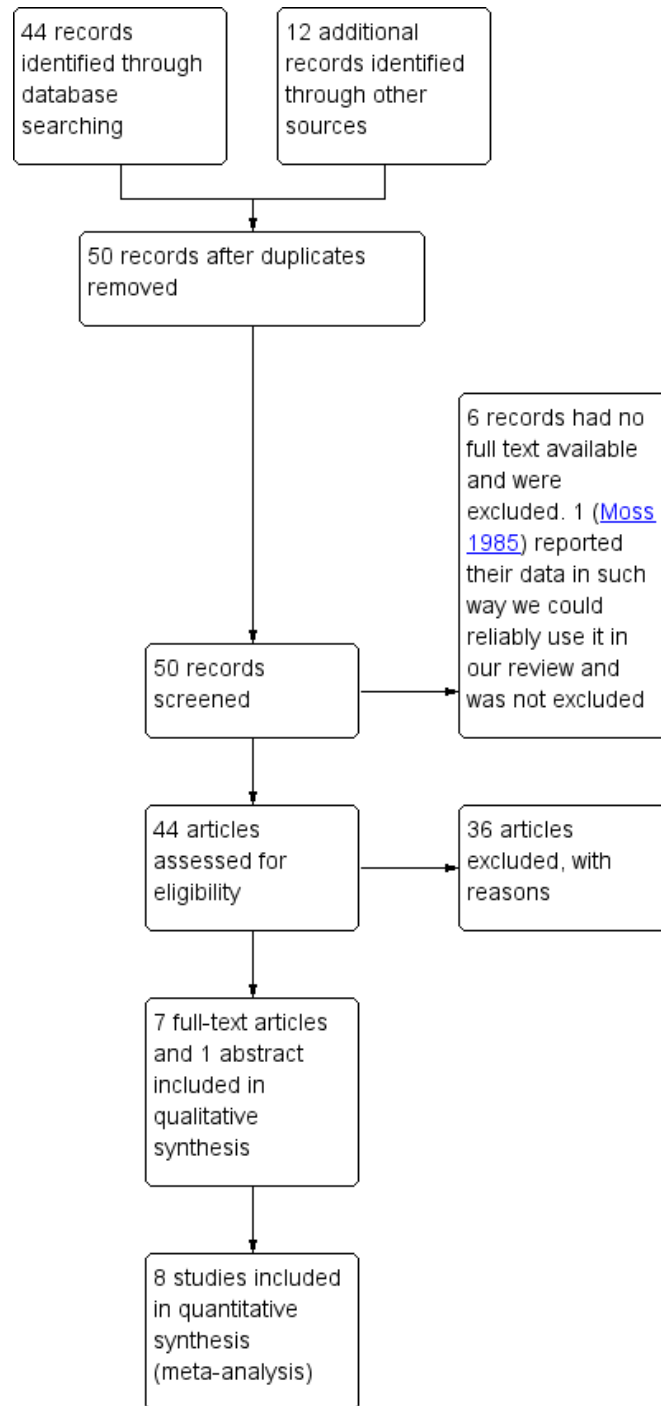 44 records
identified through
database
searching
12 additional
records identified
through other
sources
50 records after duplicates
removed
6 records had no
full text available
and were
excluded. 1 (Moss
1985) reported
their data in such
way we could
reliably use it in
our review and
was not excluded
50 records
screened
44 articles
assessed for
eligibility
36 articles
excluded, with
reasons
7 full-text articles
and 1 abstract
included in
qualitative
synthesis
8 studies included
in quantitative
synthesis
(meta-analysis)